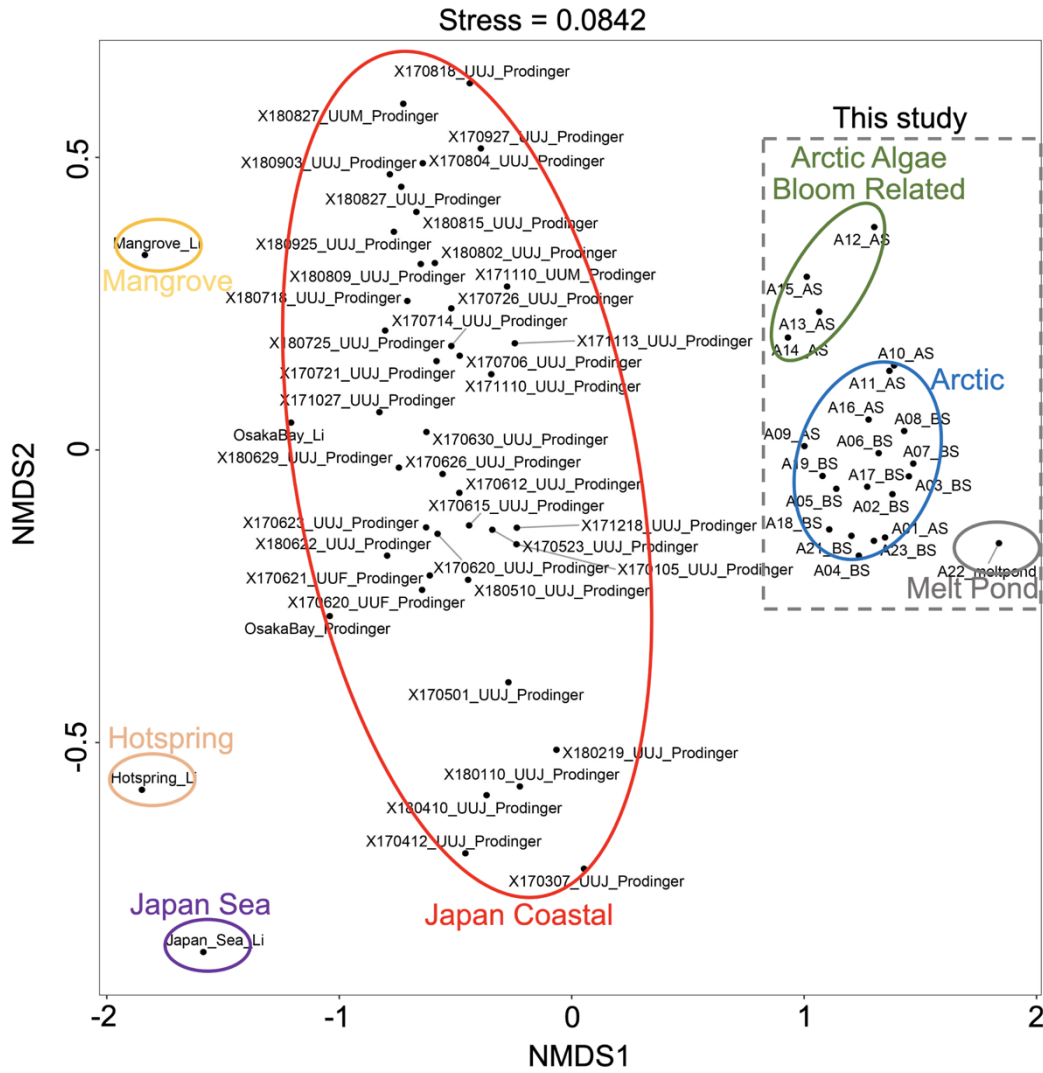 Stress = 0.0842
X170818_UUJ_Prodinger
X180827_UUM_Prodinger
X170927_UUJ_Prodinger
X180903_UUJ_Prodinger
X170804_UUJ_Prodinger
X180827_UUJ_Prodinger
X180815_UUJ_Prodinger
X180925_UUJ_Prodinger
X180802_UUJ_Prodinger
X180809_UUJ_Prodinger
X171110_UUM_Prodinger
X180718_UUJ_Prodinger
X170726_UUJ_Prodinger
X170714_UUJ_Prodinger
X180725_UUJ_Prodinger
X171113_UUJ_Prodinger
X170706_UUJ_Prodinger
X170721_UUJ_Prodinger
X171110_UUJ_Prodinger
X171027_UUJ_Prodinger
OsakaBay_Li
X170630_UUJ_Prodinger
X180629_UUJ_Prodinger
X170626_UUJ_Prodinger
X170612_UUJ_Prodinger
X170615_UUJ_Prodinger
X170623_UUJ_Prodinger
X171218_UUJ_Prodinger
X180622_UUJ_Prodinger
X170523_UUJ_Prodinger
X170620_UUJ_Prodinger
X170105_UUJ_Prodinger
X170621_UUF_Prodinger
X180510_UUJ_Prodinger
X170620_UUF_Prodinger
OsakaBay_Prodinger
X170501_UUJ_Prodinger
X180219_UUJ_Prodinger
X180110_UUJ_Prodinger
X180410_UUJ_Prodinger
X170412_UUJ_Prodinger
X170307_UUJ_Prodinger
Japan Coastal
Mangrove_Li
Mangrove
Hotspring
Hotspring_Li
Japan Sea
Japan_Sea_Li
This study
Arctic Algae
Bloom Related
A12_AS
A15_AS
A13_AS
A14_AS
A10_AS
A11_AS
Arctic
A16_AS
A08_BS
A09_AS
A06_BS
A07_BS
A19_BS
A17_BS
A03_BS
A05_BS
A02_BS
A18_BS
A01_AS
A21_BS
A23_BS
A04_BS
A22_meltpond
Melt Pond
NMDS2
0.5
0
-0.5
-2
-1
0
1
2
NMDS1